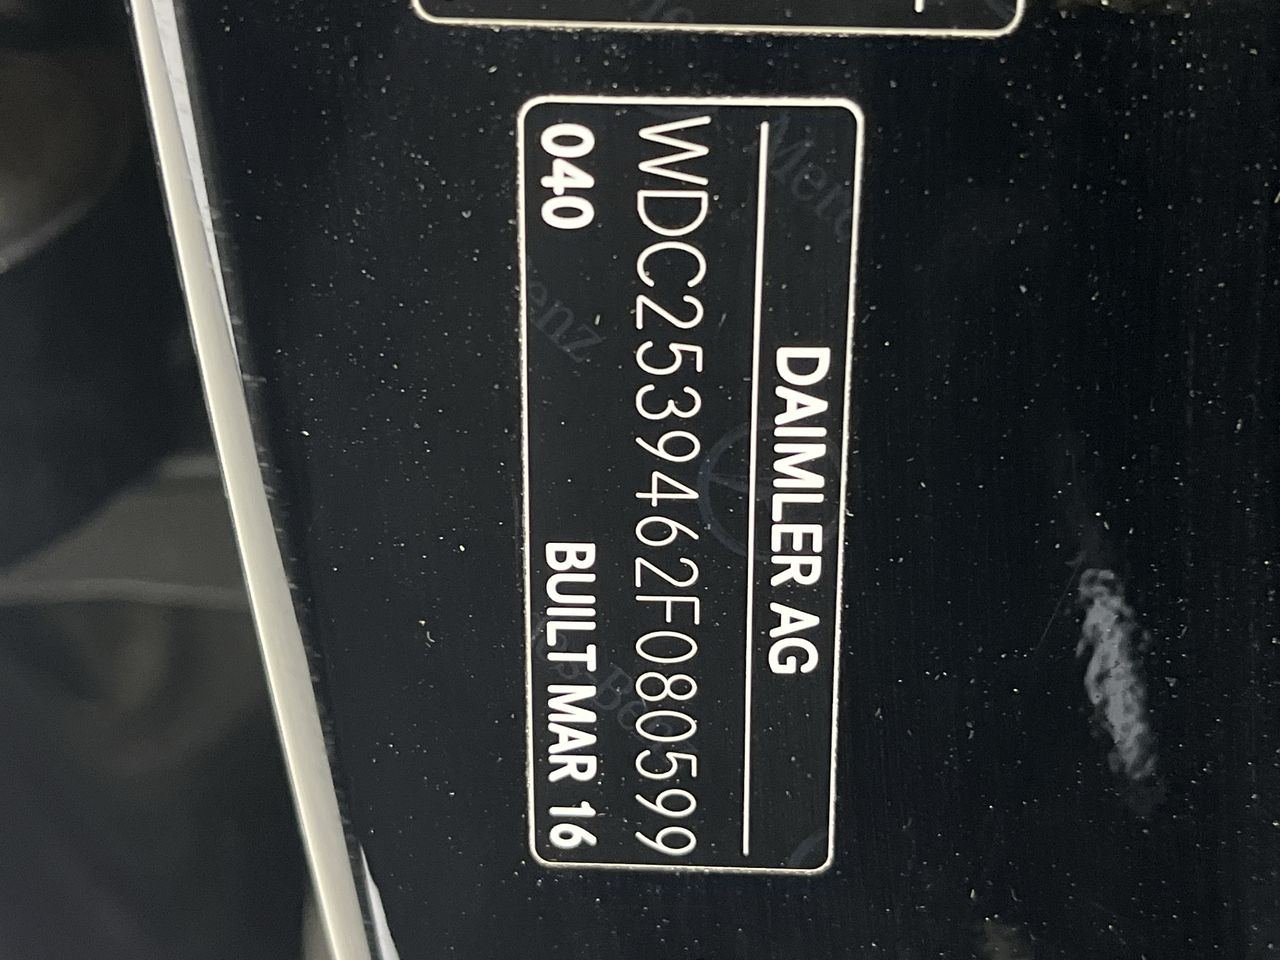 DAIMLER AG
WDC2539462F080599
040 BUILT MAR 16